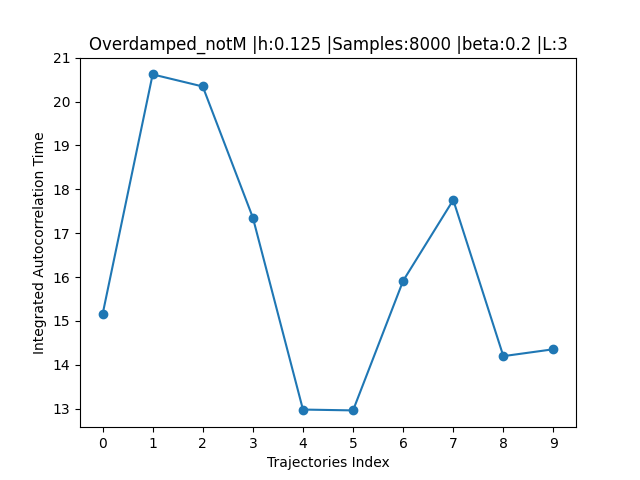 Overdamped_notM |h:0.125 |Samples:8000 |beta:0.2 |L:3
Integrated Autocorrelation Time
21
20
19
18
17
16
15
14
13
0 1 2 3 4 5 6 7 8 9
Trajectories Index